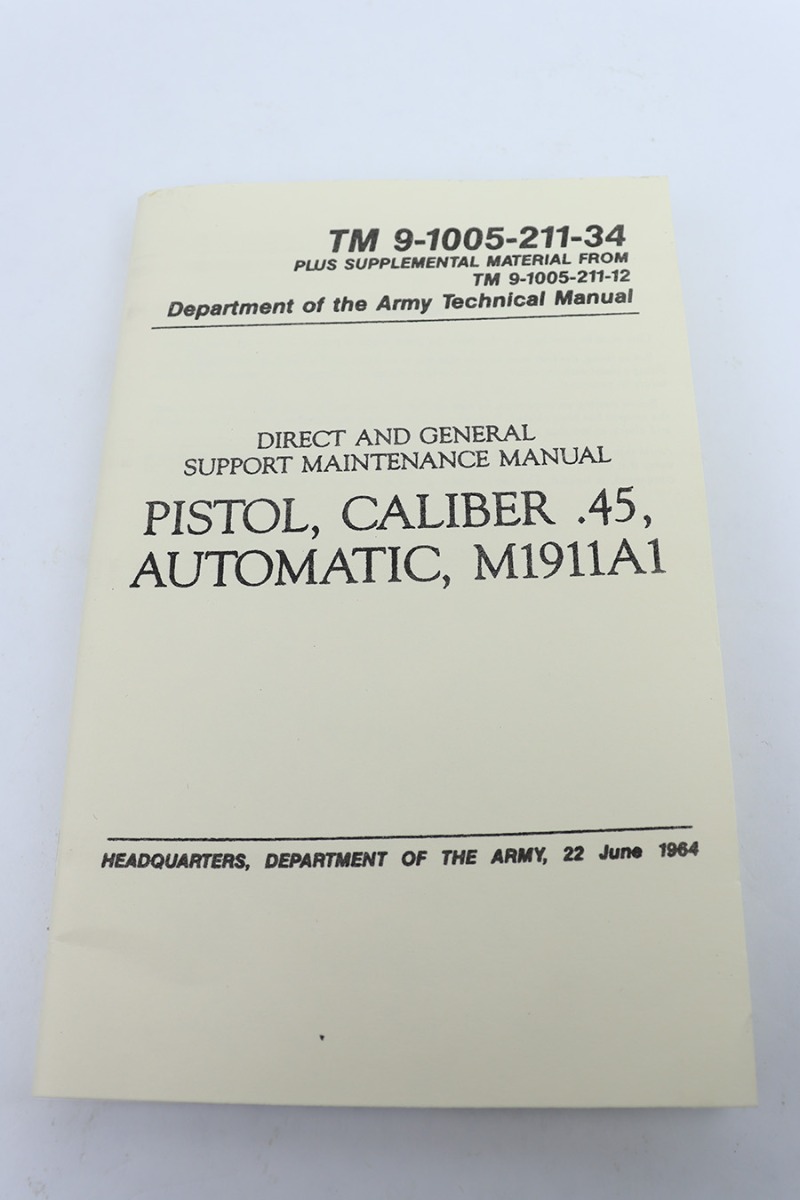 TM 9-1005-211-34
PLUS SUPPLEMENTAL MATERIAL FROM
TM 9-1005-211-12
Department of the Army Technical Manual
DIRECT AND GENERAL
SUPPORT MAINTENANCE MANUAL
PISTOL, CALIBER .45,
AUTOMATIC, M1911A1
HEADQUARTERS, DEPARTMENT OF THE ARMY, 22 June 1964